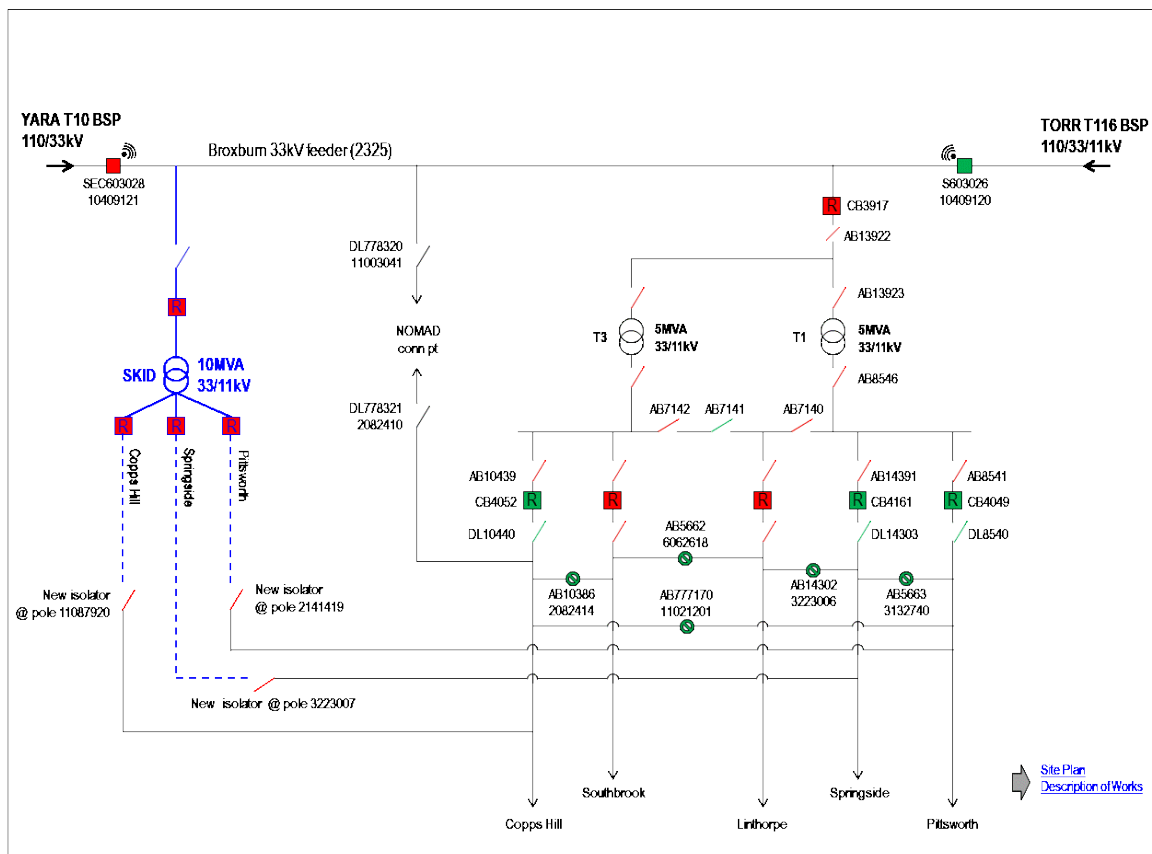 YARA T10 BSP
110/33kV
Broxburn 33kV feeder (2325)
TORR T116 BSP
110/33/11kV
SEC603028
10409121
S603026
10409120
R
CB3917
AB13922
DL778320
11003041
AB13923
R
NOMAD
conn pt
T3
5MVA
33/11kV
T1
5MVA
33/11kV
SKID
10MVA
33/11kV
AB8546
DL778321
2082410
AB7142
AB7141
AB7140
R
R
R
Copps Hill
Springside
Pittsworth
AB10439
AB14391
AB8541
CB4052
R
R
R
CB4161
R
CB4049
R
DL10440
AB5662
6062618
DL14303
DL8540
AB10386
2082414
AB777170
11021201
AB14302
3223006
AB5663
3132740
New isolator
@ pole 11087920
New isolator
@ pole 2141419
New isolator @ pole 3223007
Southbrook
Springside
Copps Hill
Linthorpe
Pittsworth
Site Plan
Description of Works